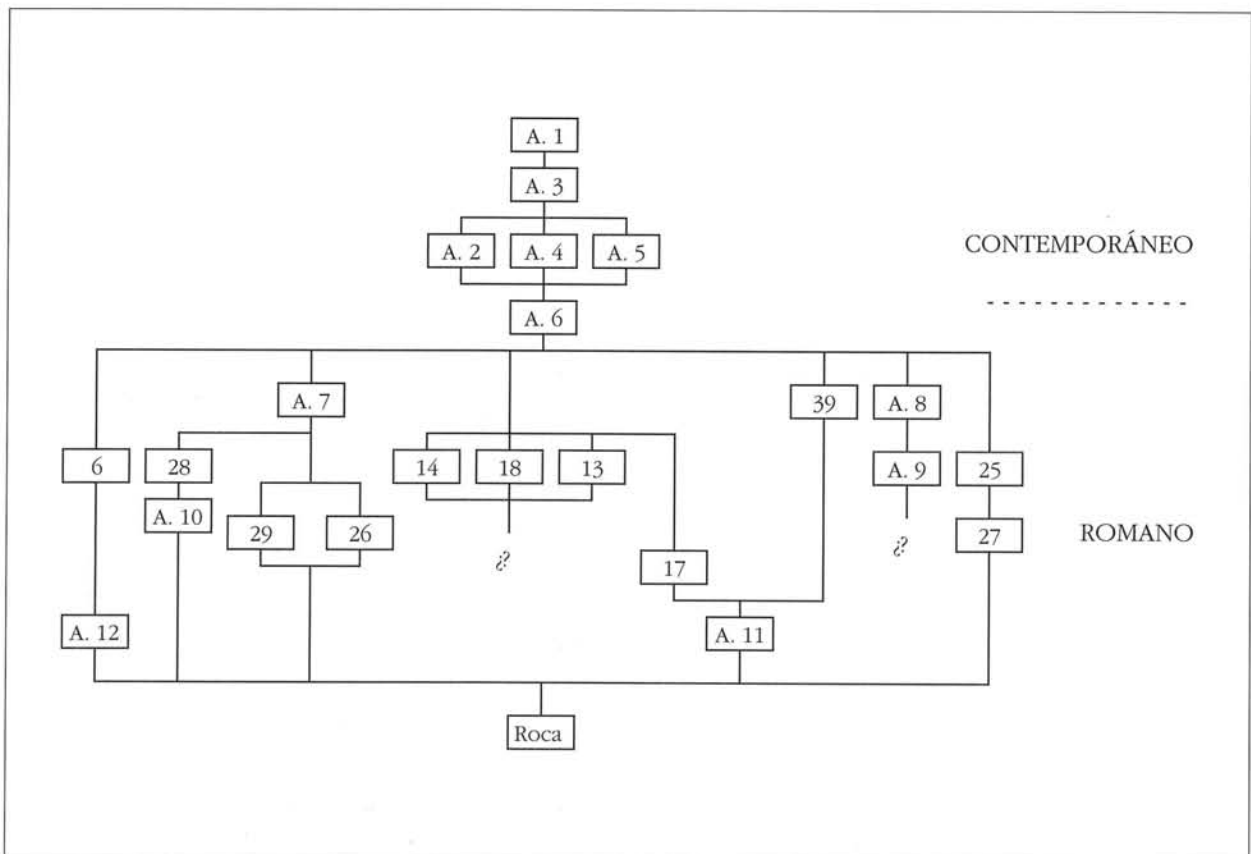 A. 1
A. 3
A. 2 A. 4 A. 5
CONTEMPORÁNEO
- - - - - - - - - - - - -
A. 6
A. 7 39 A. 8
6 28 14 18 13 A. 9 25
A. 10
29 26 27 ROMANO
¿? ¿?
17
A. 12 A. 11
Roca